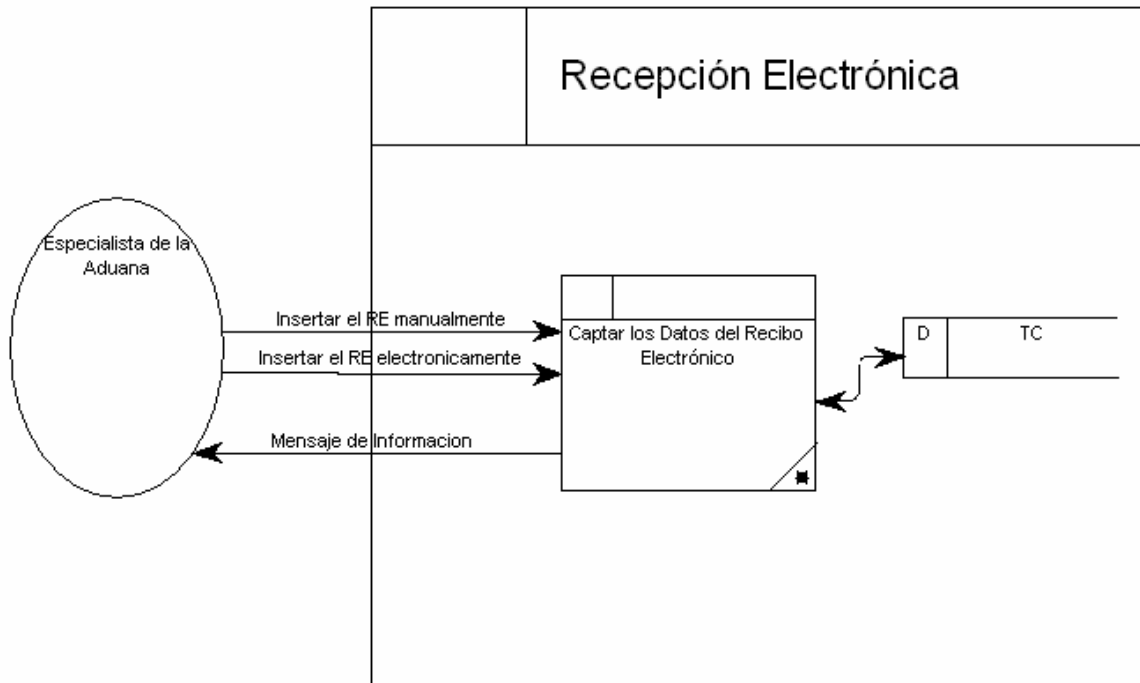 Recepción Electrónica
Especialista de la
Aduana
Insertar el RE manualmente
Insertar el RE electronicamente
Mensaje de Informacion
Captar los Datos del Recibo
Electrónico
D
TC